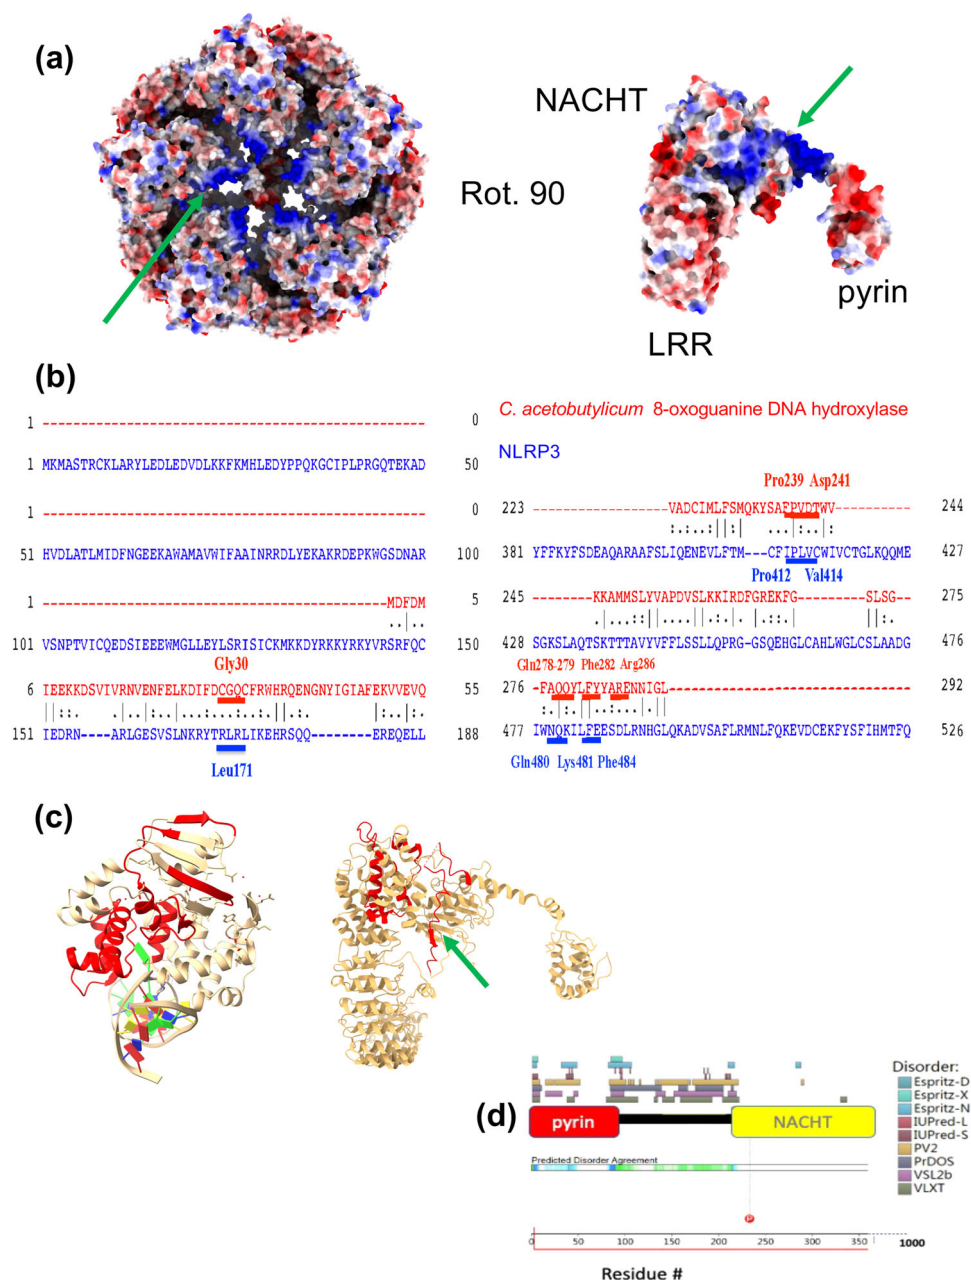 (a)
NACHT
Rot. 90
pyrin
LRR
(b)
C. acetobutylicum 8-oxoguanine DNA hydroxylase
NLRP3
1 ------------------------------------------------- 0
1 MKMASTRCKLARYLEDLEDVDLKKFKMHLEDYPPQKGCIPLPRGQTEKAD 50
1 ------------------------------------------------- 0
51 HVDLATLMIDFNGEEKAWAMAVWIFAAINRRDLYEKAKRDEPKWGSDNAR 100
1 ---------------------------------------------MDFDM 5
101 VSNPTVICQEDSIEEEWMGLLEYLSRISICKMKKDYRKKYRKYVRSRFQC 150
Gly30
6 IEEKKDSVIVRNVENFELKDIFDCGQCFRWHRQENGNYIGIAFEKVVEVQ 55
151 IEDRN----ARLGESVSLNKRYTRLRLIKEHRSQQ-------EREQELL 188
Leu171
Pro239 Asp241
223 ------------------VADCIMLFSMQKYSAFPVDTWV---------- 244
381 YFFKYFSDEAQARAAFSLIQENEVLFTM---CFIPLVCWIVCTGLKQQME 427
Pro412 Val414
245 --------KKAMMSLYVAPDVSLKKIRDFGREKFG---------SLSG- 275
428 SGKSLAQTSKTTTAVYVFFLSSLLQPRG-GSQEHGLCAHLWGLCSLAADG 476
Gln278-279 Phe282 Arg286
276 -FAQQYLFYYARENNIGL-------------------------------- 292
477 IWNQKILFEESDLRNHGLQKADVSAFLRMNLFQKEVDCEKFYSFIHMTFQ 526
Gln480 Lys481 Phe484
(c)
(d)
pyrin
NACHT
Predicted Disorder Agreement
P
0 50 100 150 200 250 300 350 1000
Residue #
Disorder:
Espritz-D
Espritz-X
Espritz-N
IUPred-L
IUPred-S
PV2
PrDOS
VSL2b
VLXT